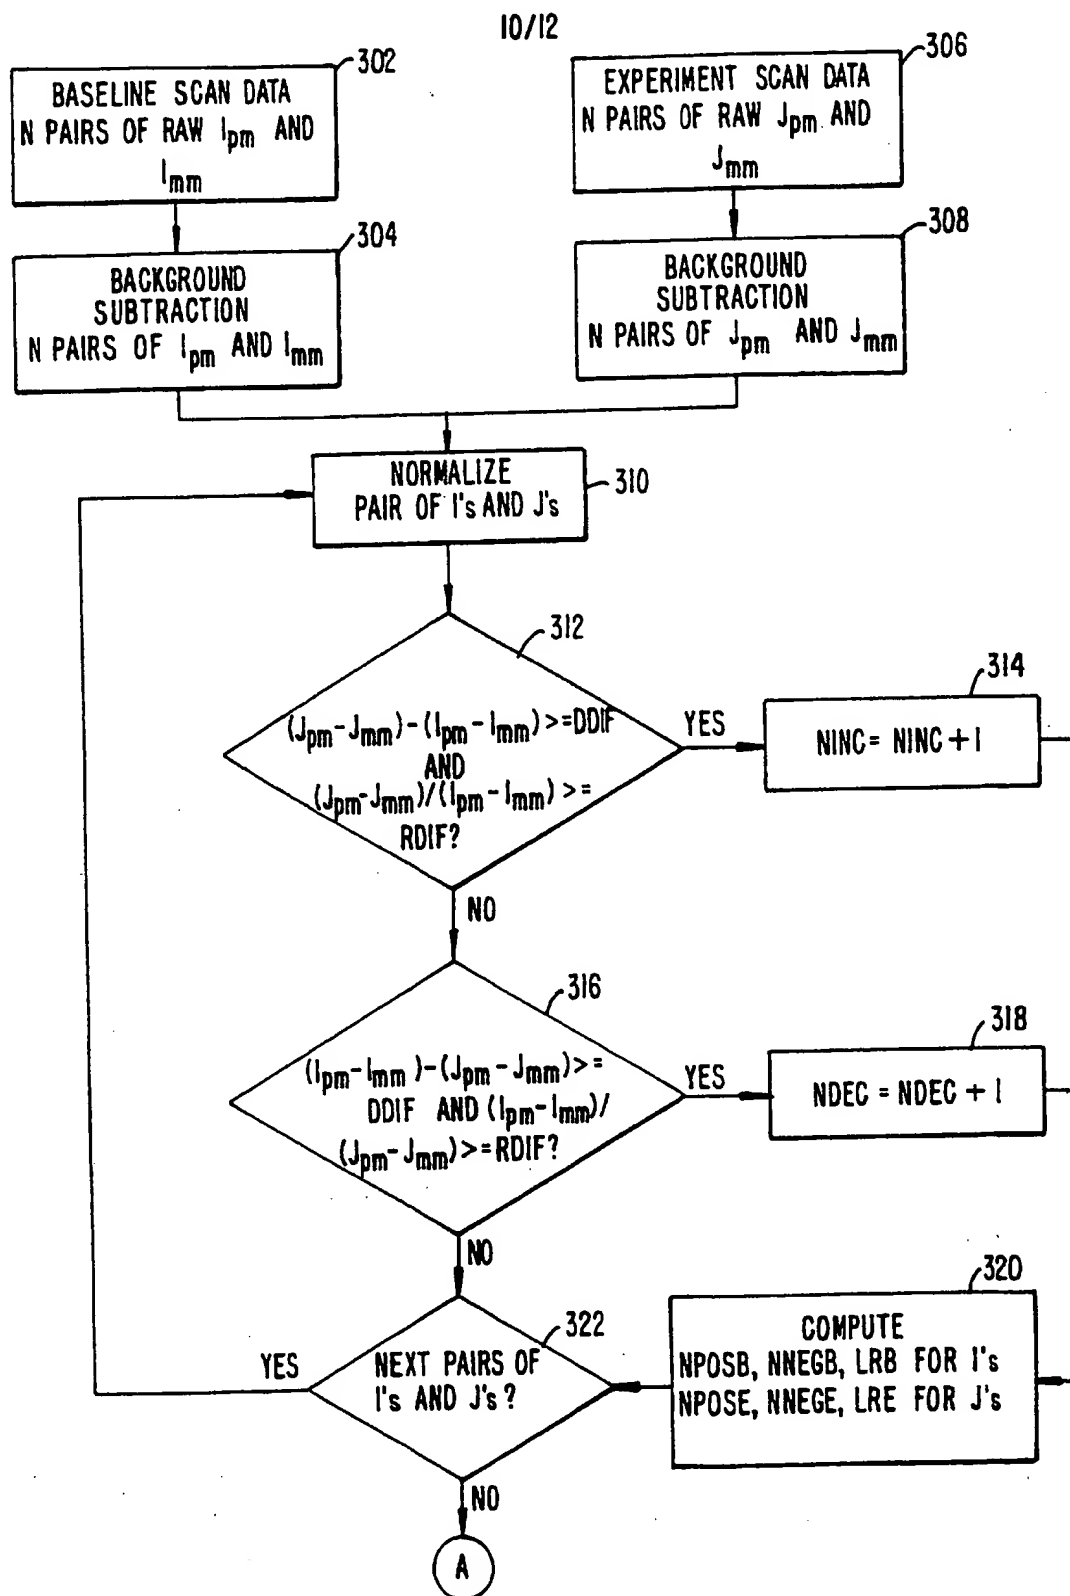 10/12
302
BASELINE SCAN DATA
N PAIRS OF RAW Ipm AND
Imm
306
EXPERIMENT SCAN DATA
N PAIRS OF RAW Jpm AND
Jmm
304
BACKGROUND
SUBTRACTION
N PAIRS OF Ipm AND Imm
308
BACKGROUND
SUBTRACTION
N PAIRS OF Jpm AND Jmm
NORMALIZE
PAIR OF I's AND J's
310
312
(Jpm-Jmm)-(Ipm-Imm)>=DDIF
AND
(Jpm-Jmm)/(Ipm-Imm)>=
RDIF?
YES
314
NINC= NINC+1
NO
316
(Ipm-Imm)-(Jpm-Jmm)>=
DDIF AND (Ipm-Imm)/
(Jpm-Jmm)>=RDIF?
YES
318
NDEC = NDEC + 1
NO
320
COMPUTE
NPOSB, NNEGB, LRB FOR I's
NPOSE, NNEGE, LRE FOR J's
322
YES
NEXT PAIRS OF
I's AND J's?
NO
A